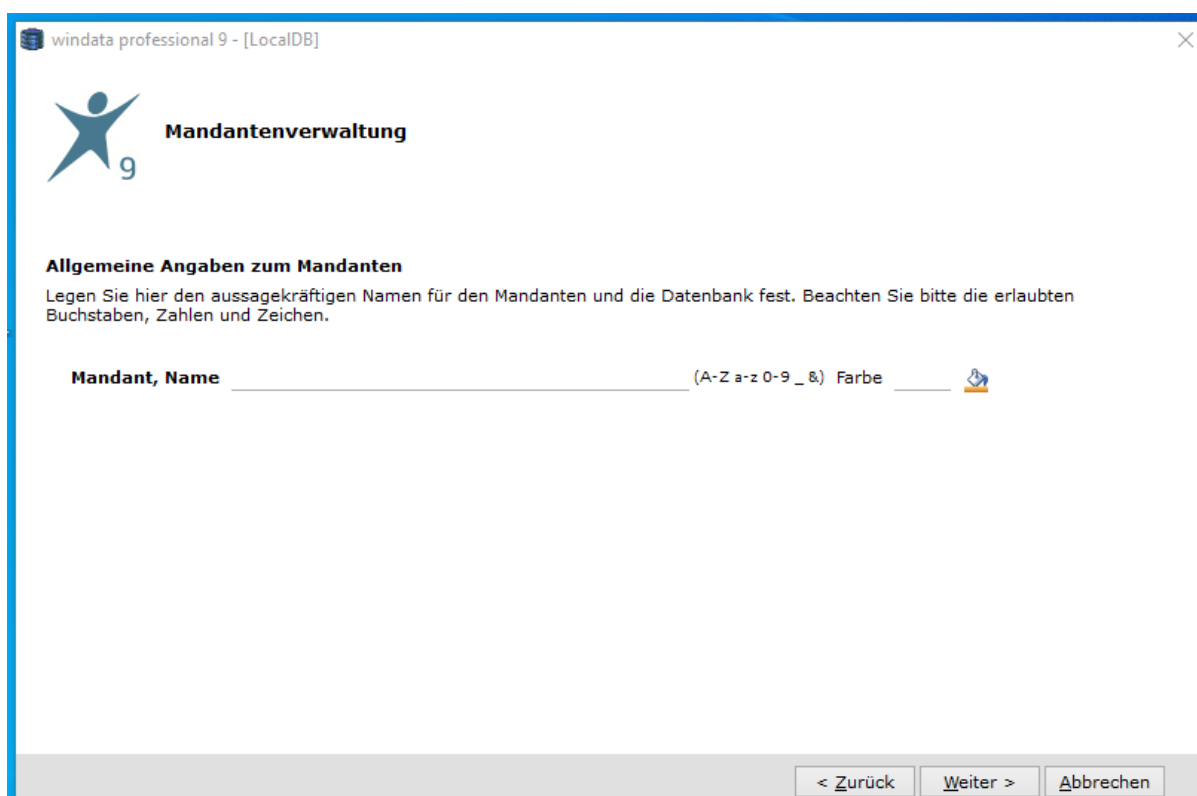 windata professional 9 - [LocalDB]
9
Mandantenverwaltung
Allgemeine Angaben zum Mandanten
Legen Sie hier den aussagekräftigen Namen für den Mandanten und die Datenbank fest. Beachten Sie bitte die erlaubten
Buchstaben, Zahlen und Zeichen.
Mandant, Name (A-Z a-z 0-9 _ &) Farbe
< Zurück Weiter > Abbrechen